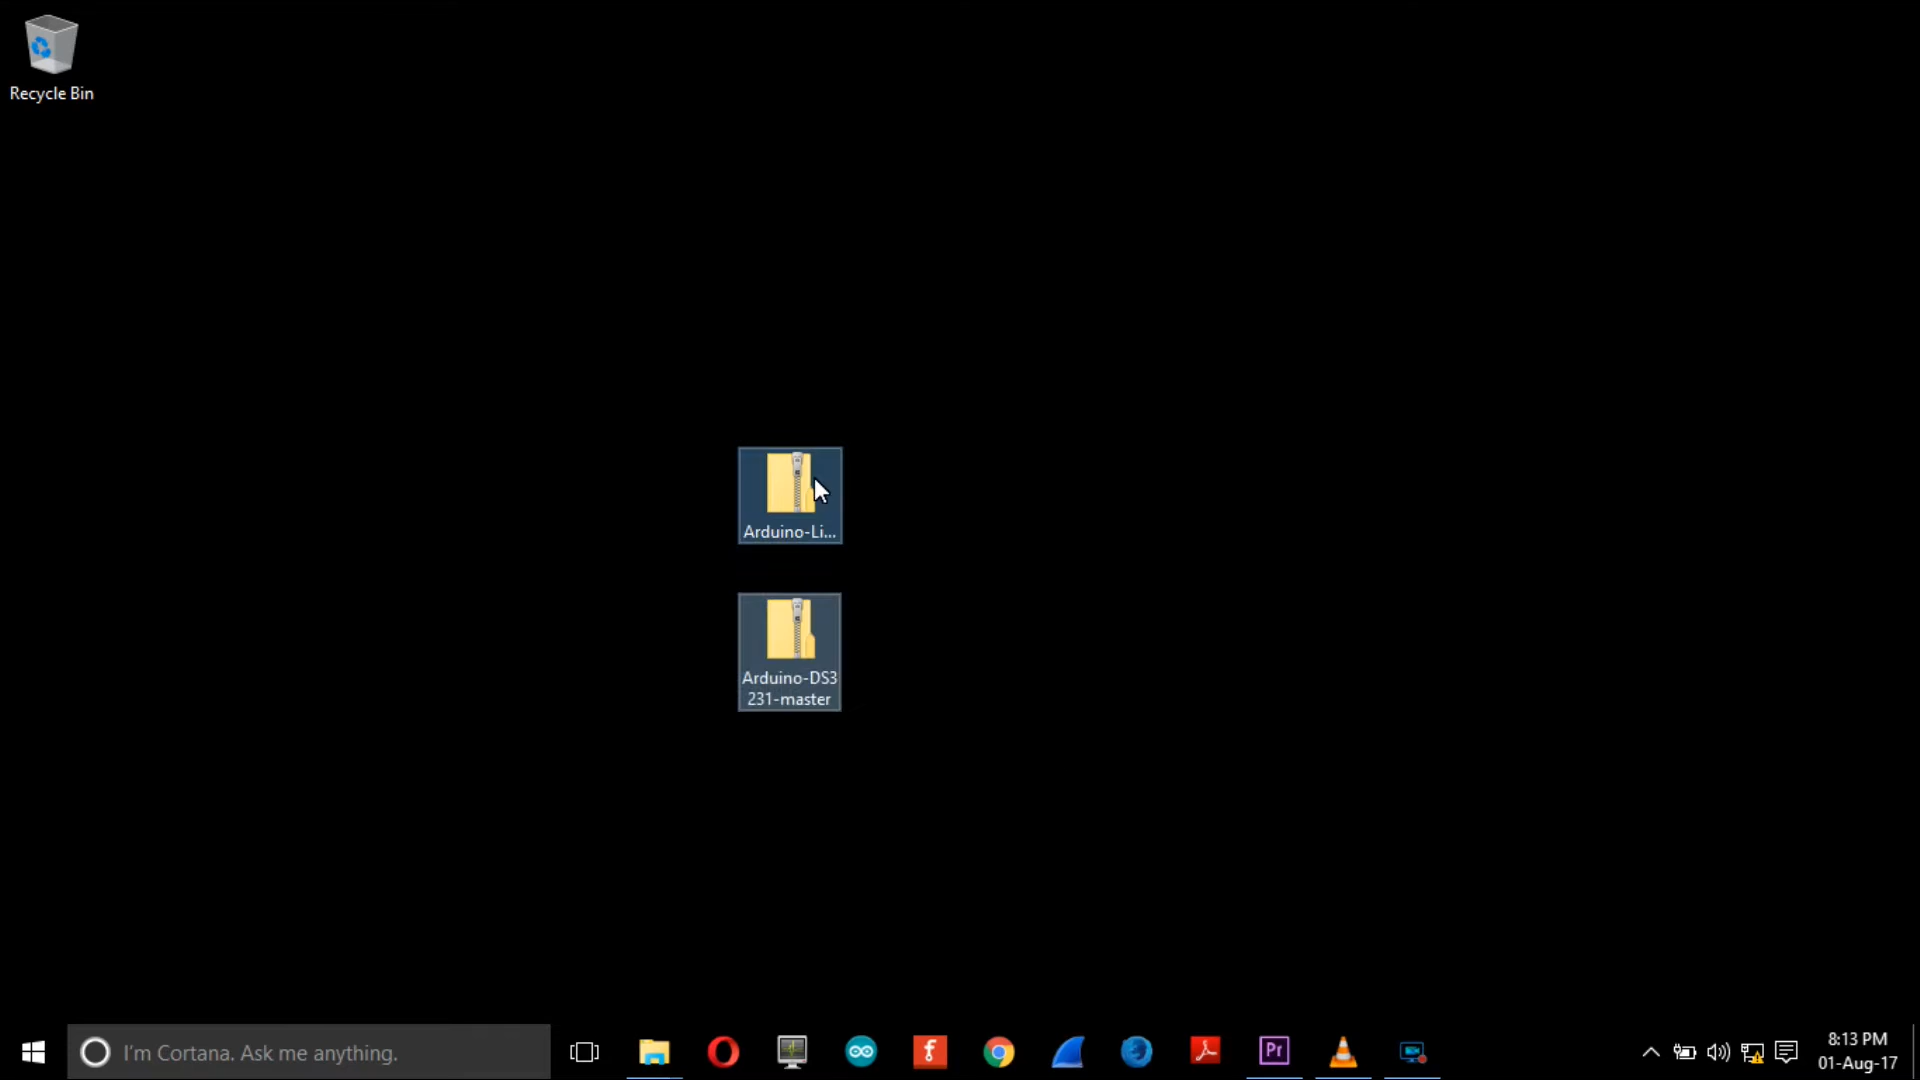 Recycle Bin
Arduino-Li...
Arduino-DS3
231-master
I'm Cortana. Ask me anything.
Pr
8:13 PM
01-Aug-17